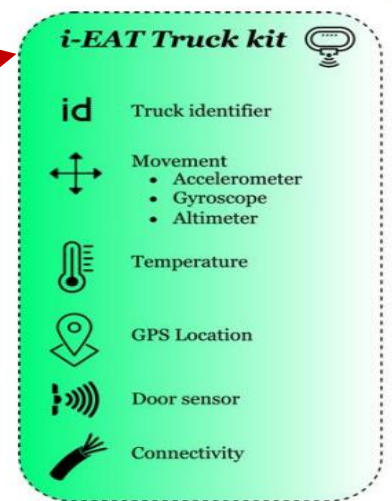 i-EAT Truck kit
id Truck identifier
Movement
• Accelerometer
• Gyroscope
• Altimeter
Temperature
GPS Location
Door sensor
Connectivity